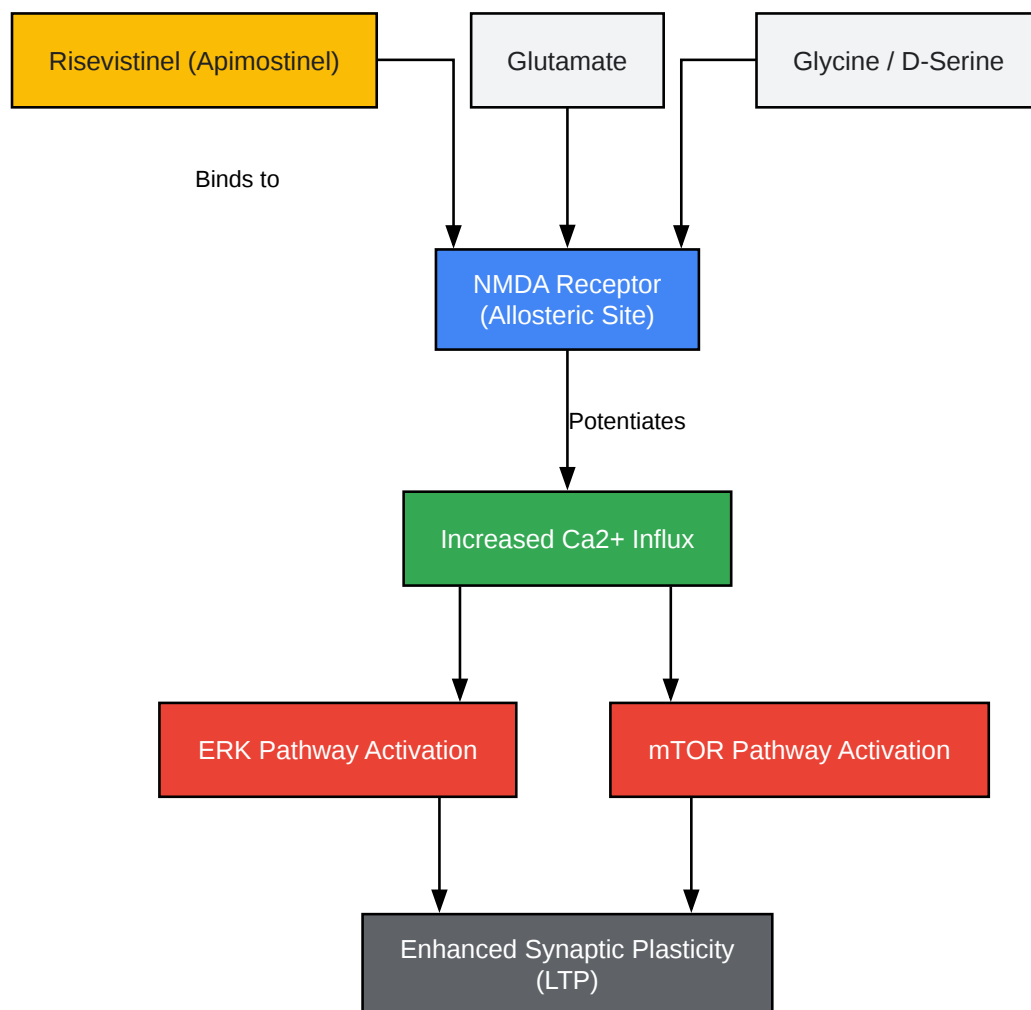 Risevistinel (Apimostinel)
Glutamate
Glycine / D-Serine
Binds to
NMDA Receptor
(Allosteric Site)
Potentiates
Increased Ca2+ Influx
ERK Pathway Activation
mTOR Pathway Activation
Enhanced Synaptic Plasticity
(LTP)